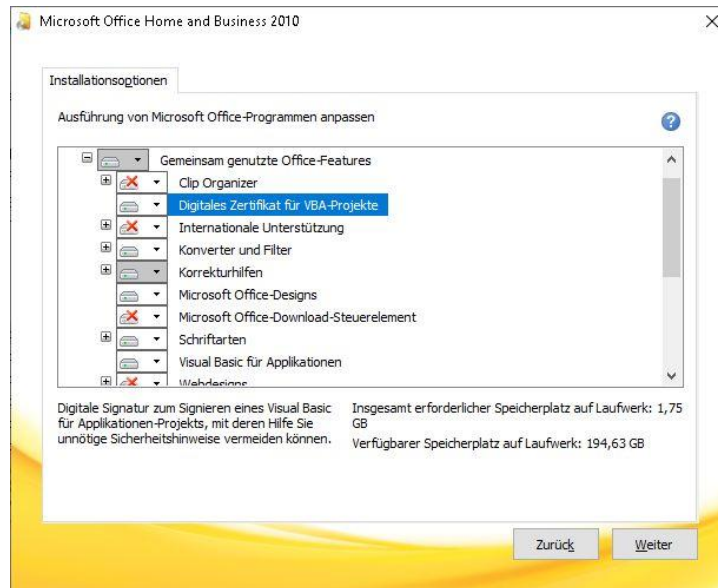 Microsoft Office Home and Business 2010
Installationsoptionen
Ausführung von Microsoft Office-Programmen anpassen
Gemeinsam genutzte Office-Features
Clip Organizer
Digitales Zertifikat für VBA-Projekte
Internationale Unterstützung
Konverter und Filter
Korrekturhilfen
Microsoft Office-Designs
Microsoft Office-Download-Steuerelement
Schriftarten
Visual Basic für Applikationen
Webdesigns
Digitale Signatur zum Signieren eines Visual Basic
für Applikationen-Projekts, mit deren Hilfe Sie
unnötige Sicherheitshinweise vermeiden können.
Insgesamt erforderlicher Speicherplatz auf Laufwerk: 1,75
GB
Verfügbarer Speicherplatz auf Laufwerk: 194,63 GB
Zurück
Weiter